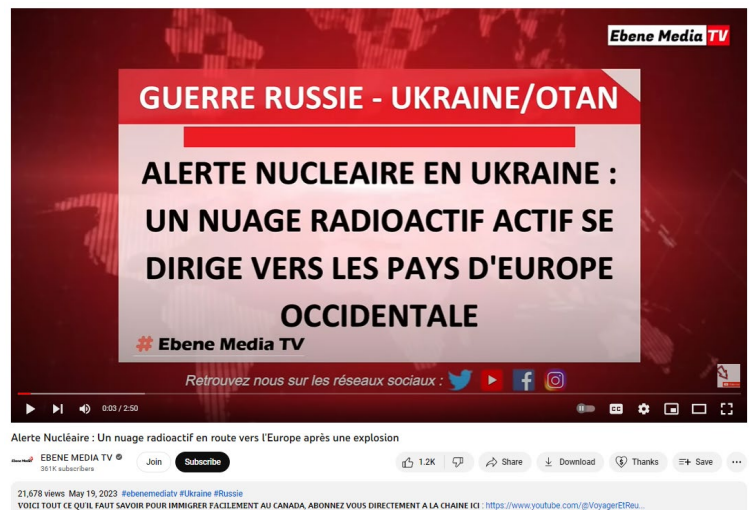 Ebene Media TV
GUERRE RUSSIE - UKRAINE/OTAN
ALERTE NUCLEAIRE EN UKRAINE :
UN NUAGE RADIOACTIF ACTIF SE
DIRIGE VERS LES PAYS D'EUROPE
OCCIDENTALE
# Ebene Media TV
Retrouvez nous sur les réseaux sociaux :
0:03 / 2:50
CC
Alerte Nucléaire : Un nuage radioactif en route vers l'Europe après une explosion
EBENE MEDIA TV
361K subscribers
Join
Subscribe
1.2K
Share
Download
Thanks
Save
21,678 views May 19, 2023 #ebenemediatv #Ukraine #Russie
VOICI TOUT CE QU'IL FAUT SAVOIR POUR IMMIGRER FACILEMENT AU CANADA, ABONNEZ VOUS DIRECTEMENT A LA CHAINE ICI : https://www.youtube.com/@VoyagerEtReu...